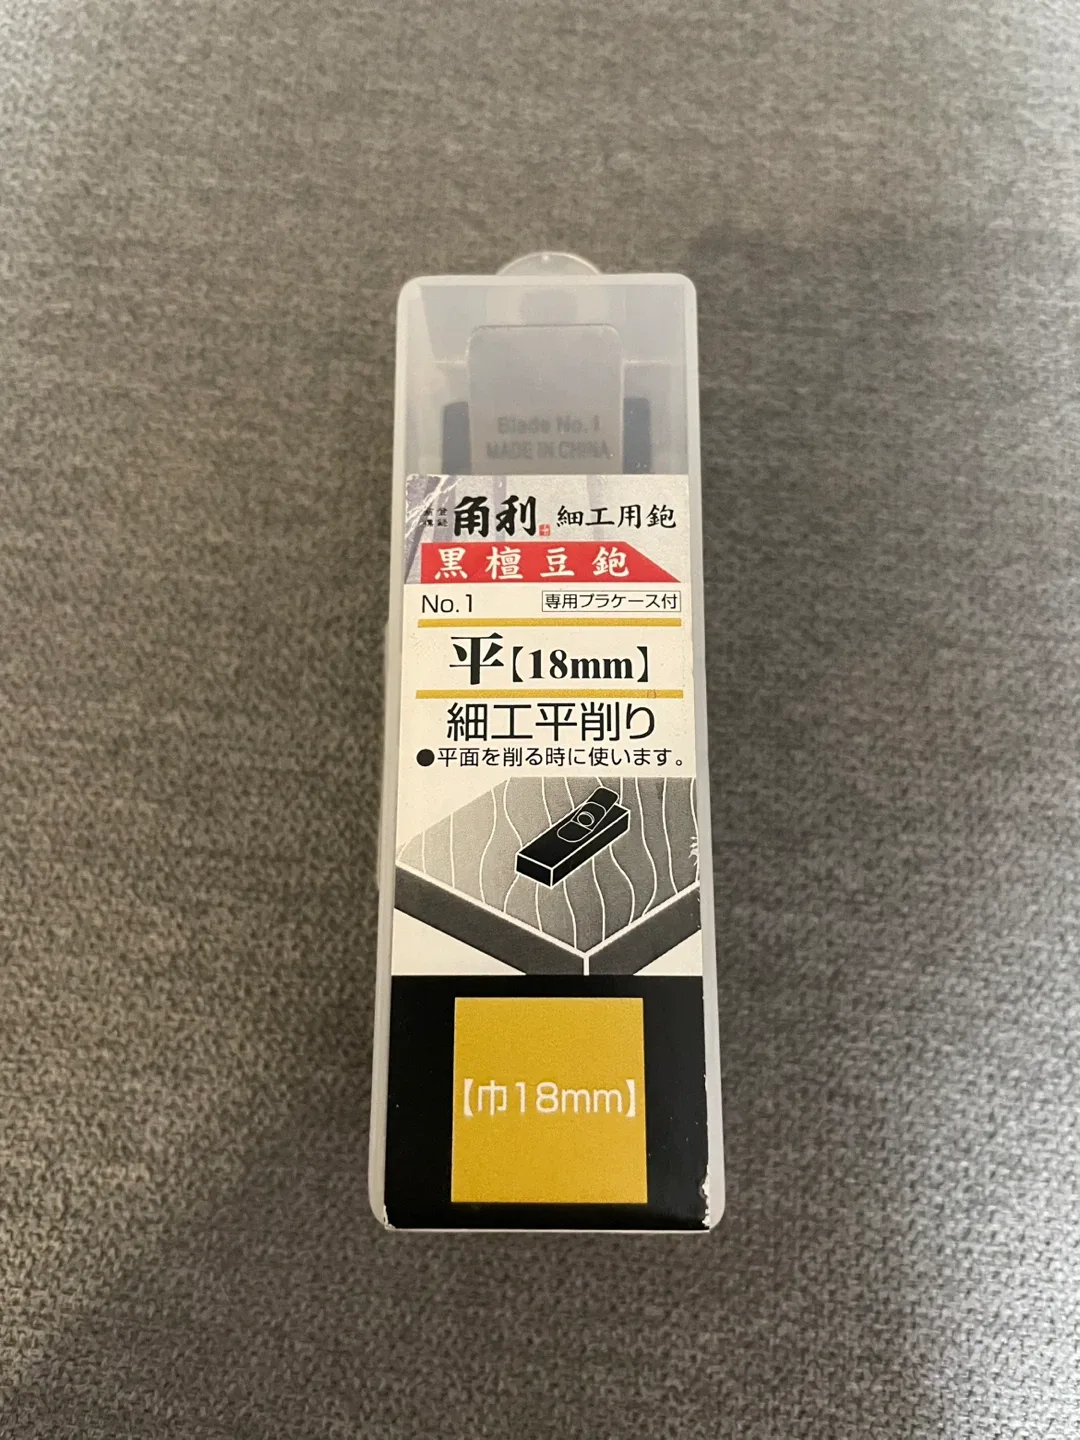 Blade No.1
MADE IN CHINA
角利 細工用鉋
黒檀豆鉋
No.1 専用プラケース付
平【18mm】
細工平削り
●平面を削る時に使います。
【巾18mm】